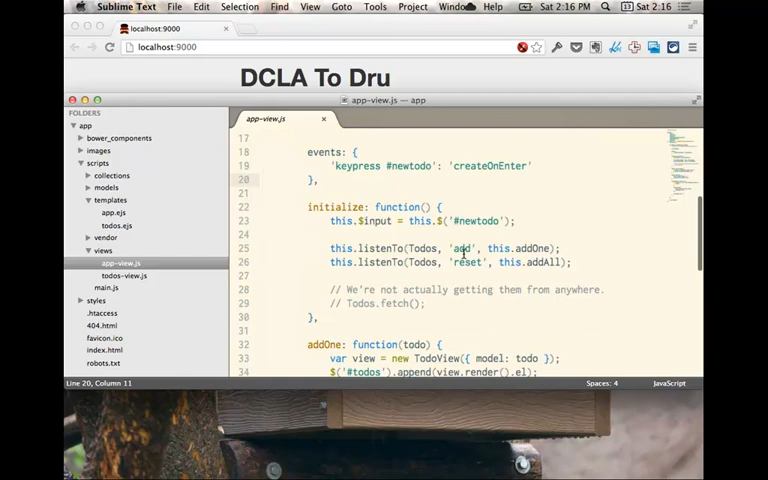 Sublime Text File Edit Selection Find View Goto Tools Project Window Help Sat 2:16 PM 13 Sat 2:16
localhost:9000
localhost:9000
DCLA To Dru
app-view.js — app
FOLDERS
app-view.js
app
bower_components
images
scripts
collections
models
templates
app.ejs
todos.ejs
vendor
views
app-view.js
todos-view.js
main.js
styles
.htaccess
404.html
favicon.ico
index.html
robots.txt
17
18 events: {
19 'keypress #newtodo': 'createOnEnter'
20 },
21
22 initialize: function() {
23 this.$input = this.$('#newtodo');
24
25 this.listenTo(Todos, 'add', this.addOne);
26 this.listenTo(Todos, 'reset', this.addAll);
27
28 // We're not actually getting them from anywhere.
29 // Todos.fetch();
30 },
31
32 addOne: function(todo) {
33 var view = new TodoView({ model: todo });
34 $('#todos').append(view.render().el);
Line 20, Column 11 Spaces: 4 JavaScript